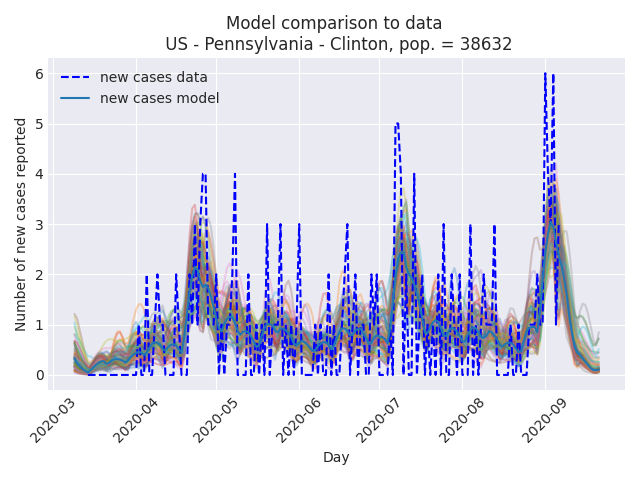 Model comparison to data
US - Pennsylvania - Clinton, pop. = 38632
new cases data
new cases model
Number of new cases reported
6
5
4
3
2
1
0
2020-03
2020-04
2020-05
2020-06
2020-07
2020-08
2020-09
Day